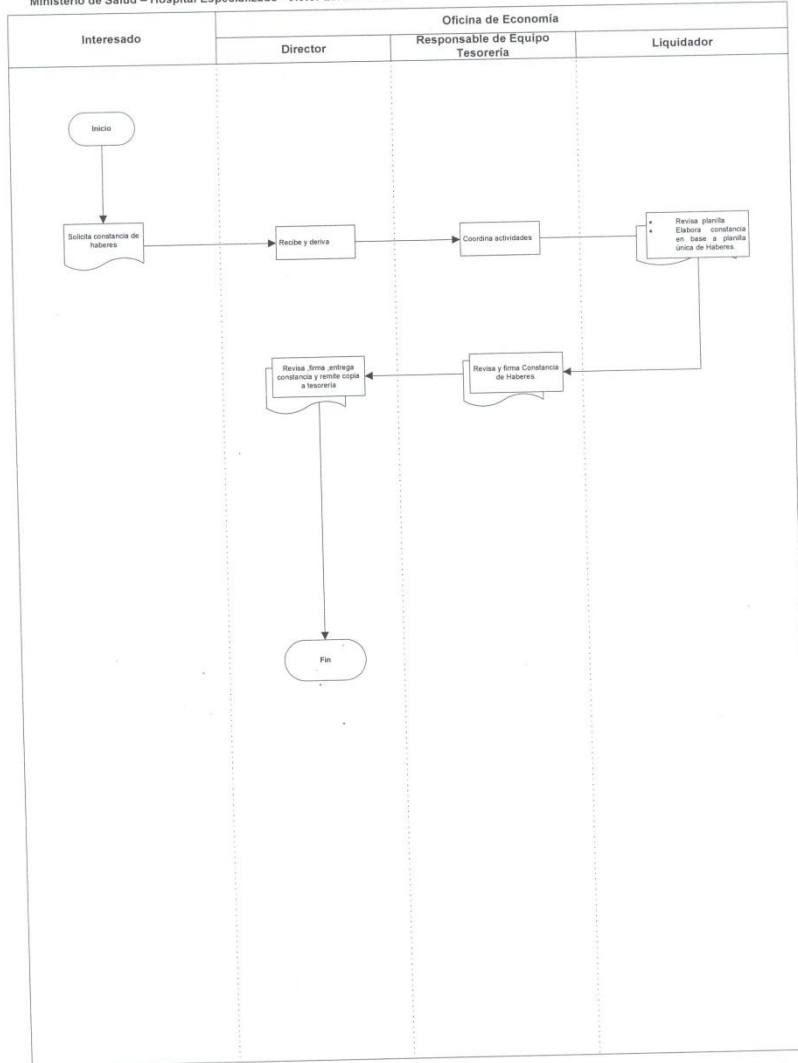 Ministerio de Salud – Hospital Especializado
Oficina de Economía
Interesado
Director
Responsable de Equipo
Tesorería
Liquidador
Inicio
Solicita constancia de
haberes
Recibe y deriva
Coordina actividades
• Revisa planilla
• Elabora constancia
en base a planilla
única de Haberes.
Revisa ,firma ,entrega
constancia y remite copia
a tesorería
Revisa y firma Constancia
de Haberes.
Fin